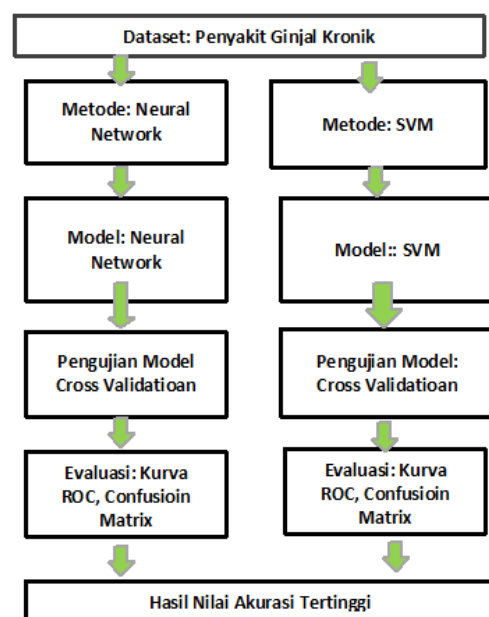 Dataset: Penyakit Ginjal Kronik
Metode: Neural
Network
Metode: SVM
Model: Neural
Network
Model:: SVM
Pengujian Model
Cross Validatioan
Pengujian Model:
Cross Validatioan
Evaluasi: Kurva
ROC, Confusioin
Matrix
Evaluasi: Kurva
ROC, Confusioin
Matrix
Hasil Nilai Akurasi Tertinggi